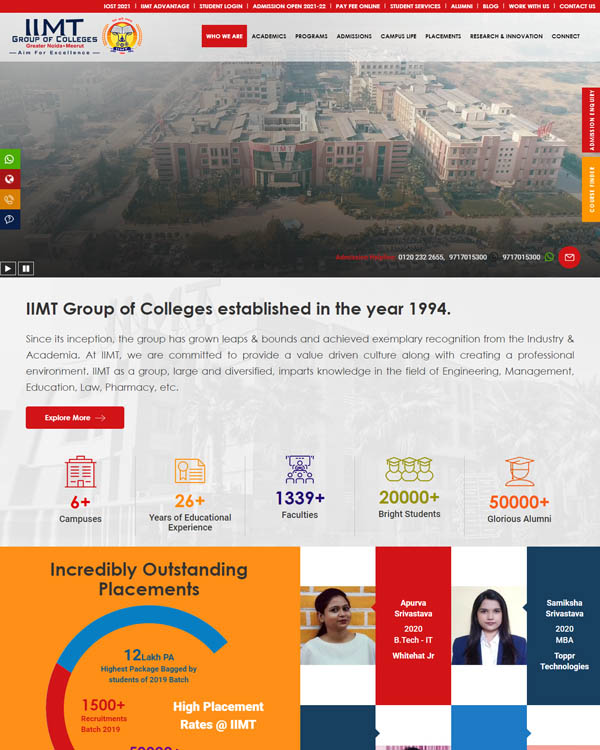 IOST 2021 | IIMT ADVANTAGE | STUDENT LOGIN | ADMISSION OPEN 2021-22 | PAY FEE ONLINE | STUDENT SERVICES | ALUMNI | BLOG | WORK WITH US | CONTACT US
IIMT
GROUP OF COLLEGES
Greater Noida•Meerut
Aim For Excellence
WHO WE ARE ACADEMICS PROGRAMS ADMISSIONS CAMPUS LIFE PLACEMENTS RESEARCH & INNOVATION CONNECT
ADMISSION ENQUIRY
COURSE FINDER
IIMT
Admission Helpline: 0120 232 2655, 9717015300 9717015300
IIMT Group of Colleges established in the year 1994.
Since its inception, the group has grown leaps & bounds and achieved exemplary recognition from the Industry &
Academia. At IIMT, we are committed to provide a value driven culture along with creating a professional
environment. IIMT as a group, large and diversified, imparts knowledge in the field of Engineering, Management,
Education, Law, Pharmacy, etc.
Explore More
6+
Campuses
26+
Years of Educational
Experience
1339+
Faculties
20000+
Bright Students
50000+
Glorious Alumni
Incredibly Outstanding
Placements
12Lakh PA
Highest Package Bagged by
students of 2019 Batch
1500+
Recruitments
Batch 2019
High Placement
Rates @ IIMT
Apurva
Srivastava
2020
B.Tech - IT
Whitehat Jr
Samiksha
Srivastava
2020
MBA
Toppr
Technologies